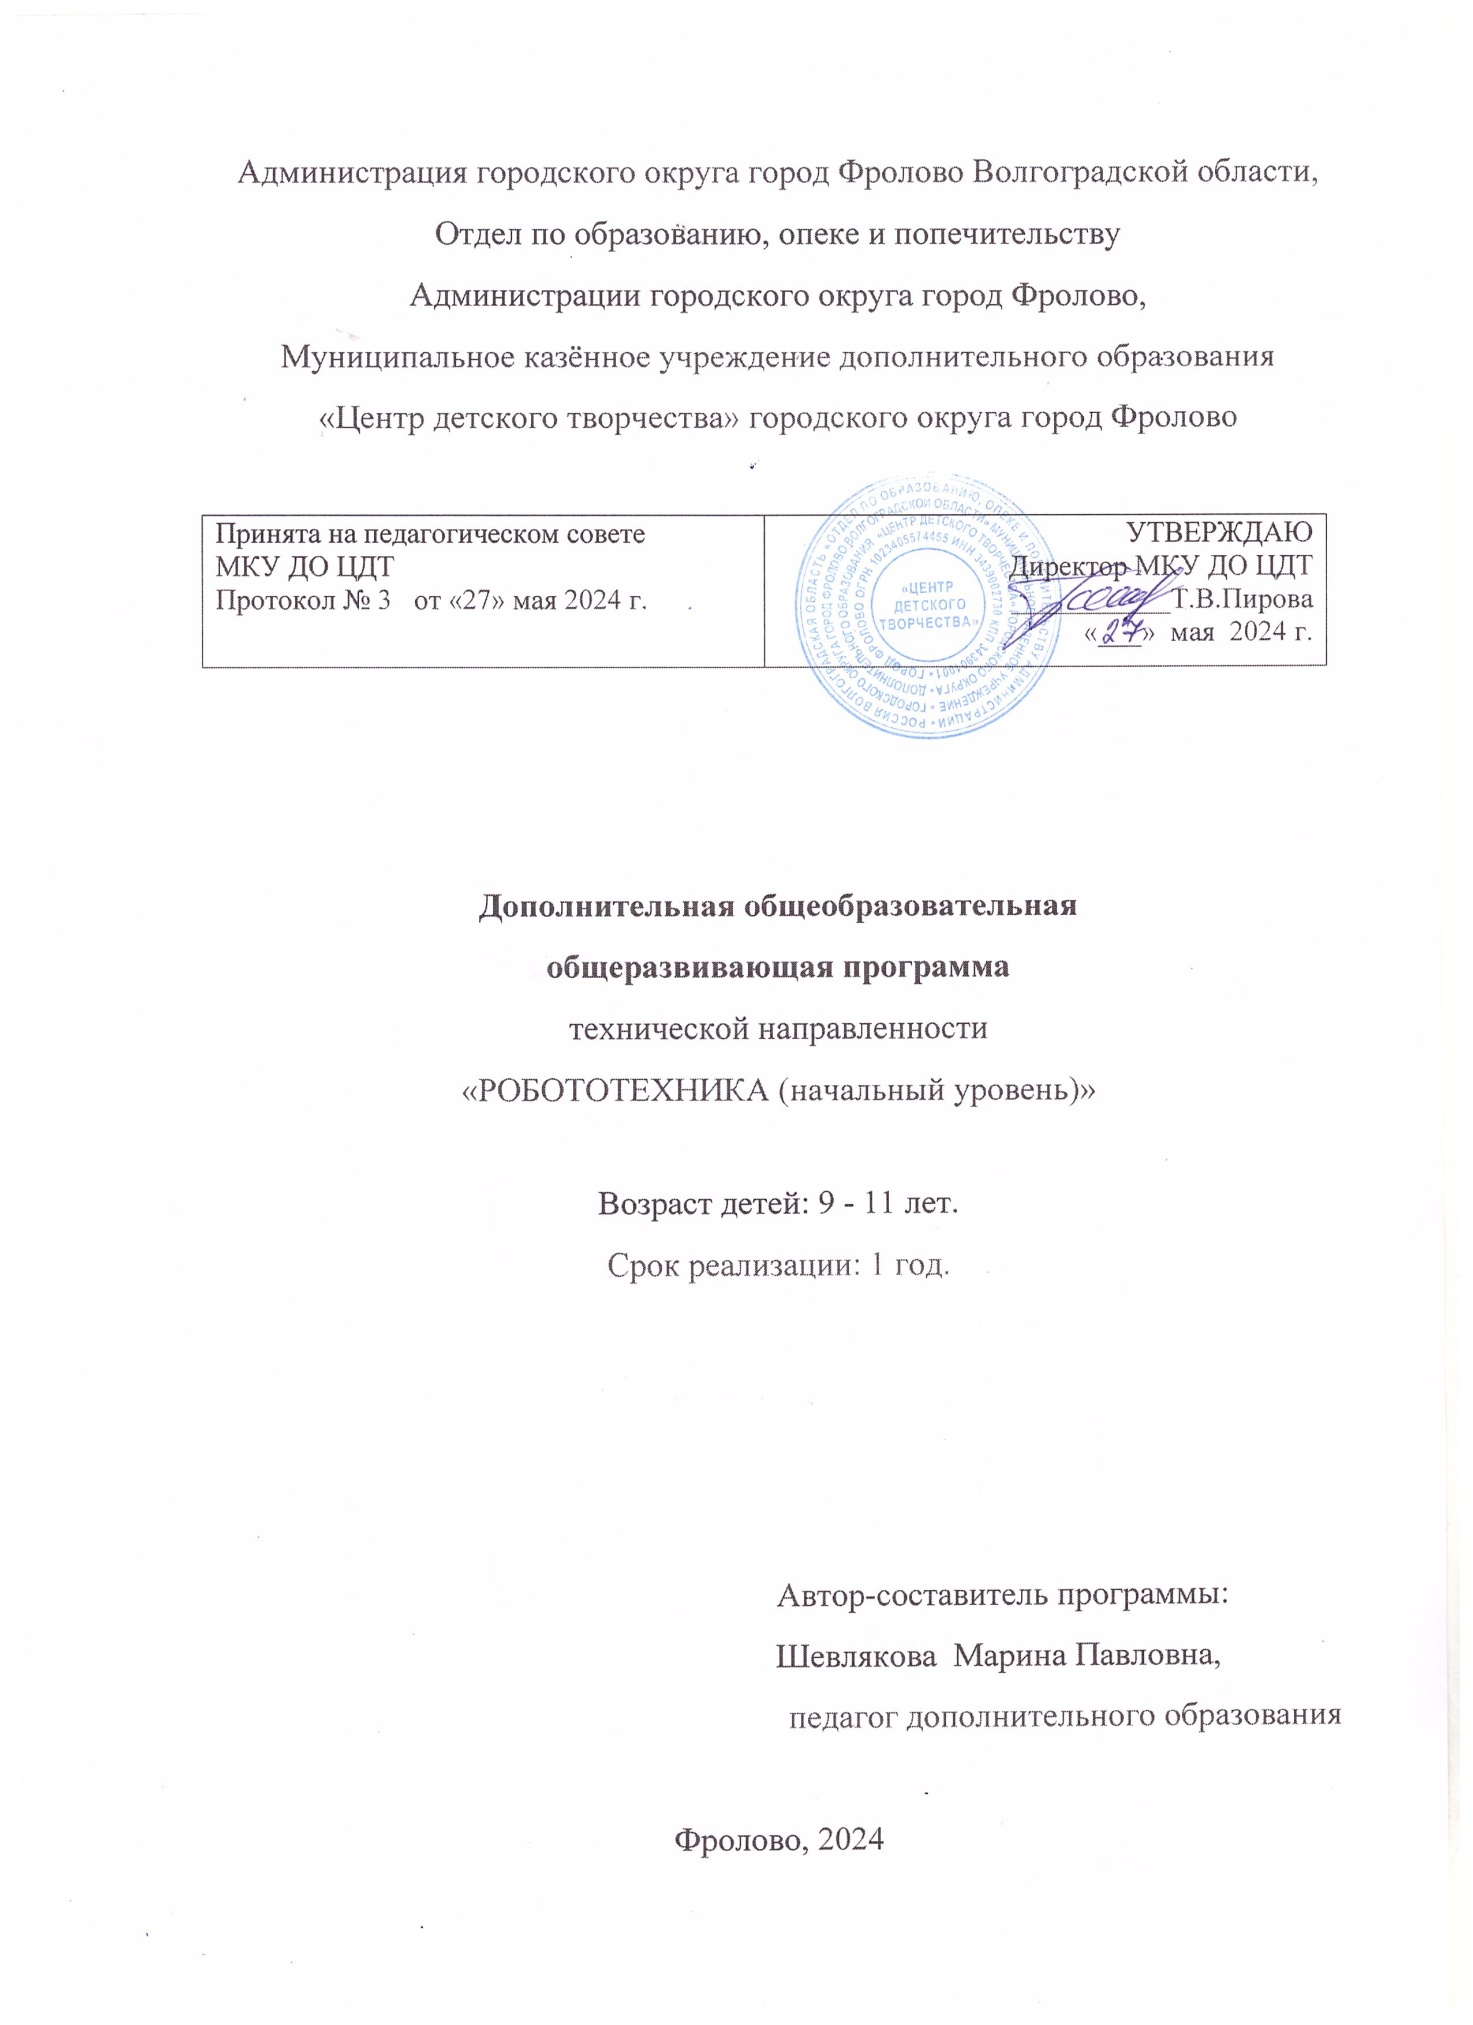 Администрация городского округа город Фролово Волгоградской области,
Отдел по образованию, опеке и попечительству
Администрации городского округа город Фролово,
Муниципальное казённое учреждение дополнительного образования
«Центр детского творчества» городского округа город Фролово
Принята на педагогическом совете
МКУ ДО ЦДТ
Протокол № 3 от «27» мая 2024 г.
УТВЕРЖДАЮ
Директор МКУ ДО ЦДТ
Т.В.Пирова
«27» мая 2024 г.
«ЦЕНТР
ДЕТСКОГО
ТВОРЧЕСТВА»
Дополнительная общеобразовательная
общеразвивающая программа
технической направленности
«РОБОТОТЕХНИКА (начальный уровень)»
Возраст детей: 9 - 11 лет.
Срок реализации: 1 год.
Автор-составитель программы:
Шевлякова Марина Павловна,
педагог дополнительного образования
Фролово, 2024